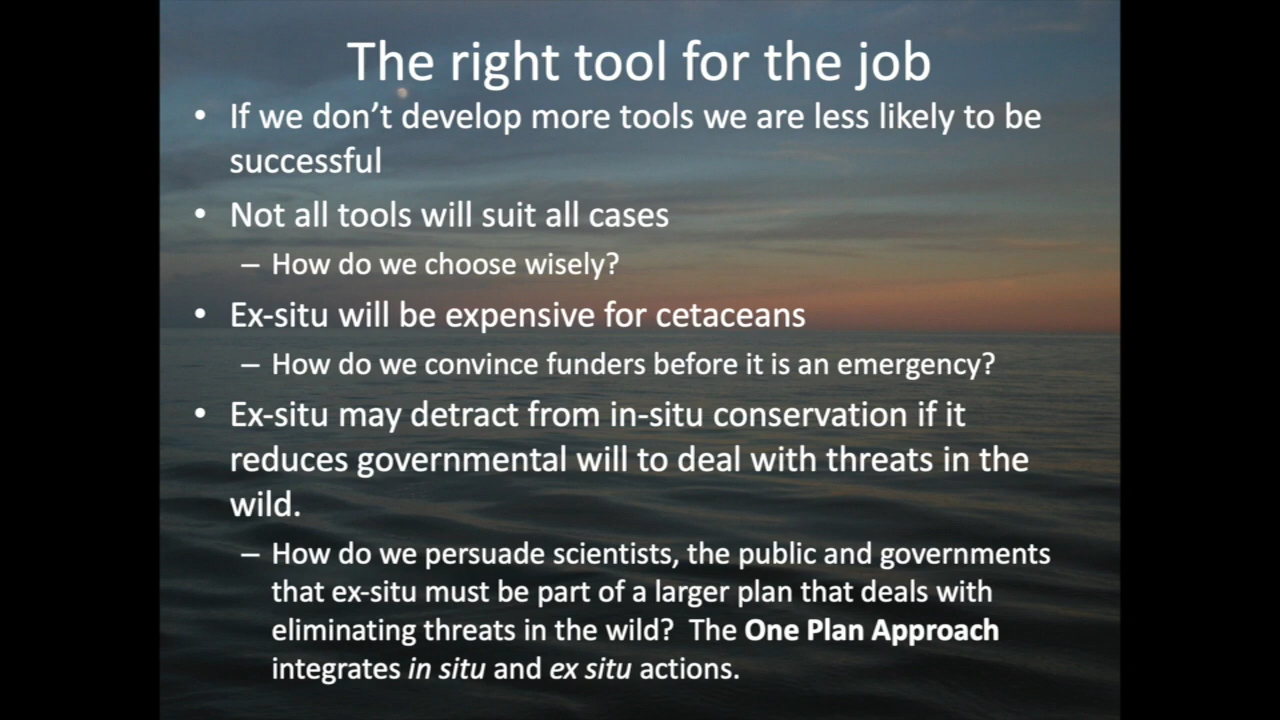 The right tool for the job
• If we don’t develop more tools we are less likely to be
successful
• Not all tools will suit all cases
– How do we choose wisely?
• Ex-situ will be expensive for cetaceans
– How do we convince funders before it is an emergency?
• Ex-situ may detract from in-situ conservation if it
reduces governmental will to deal with threats in the
wild.
– How do we persuade scientists, the public and governments
that ex-situ must be part of a larger plan that deals with
eliminating threats in the wild?  The One Plan Approach
integrates in situ and ex situ actions.